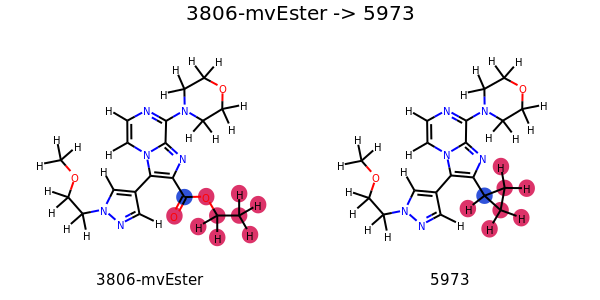 3806-mvEster -> 5973
H H H H
H N N O H N N O
H H H H
H H H H H H
H N N H H N N H
O H H O H H
H O H H H H H
H H N N H O H H H H N N H H H
H H H H H H H
3806-mvEster 5973